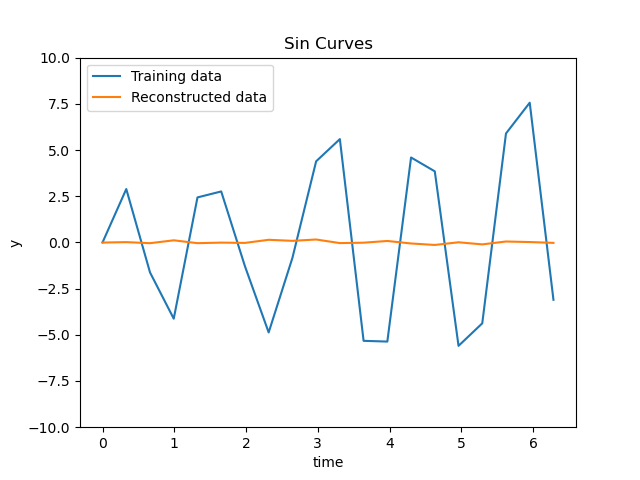 Sin Curves
Training data
Reconstructed data
10.0
7.5
5.0
2.5
0.0
−2.5
−5.0
−7.5
−10.0
y
0 1 2 3 4 5 6
time